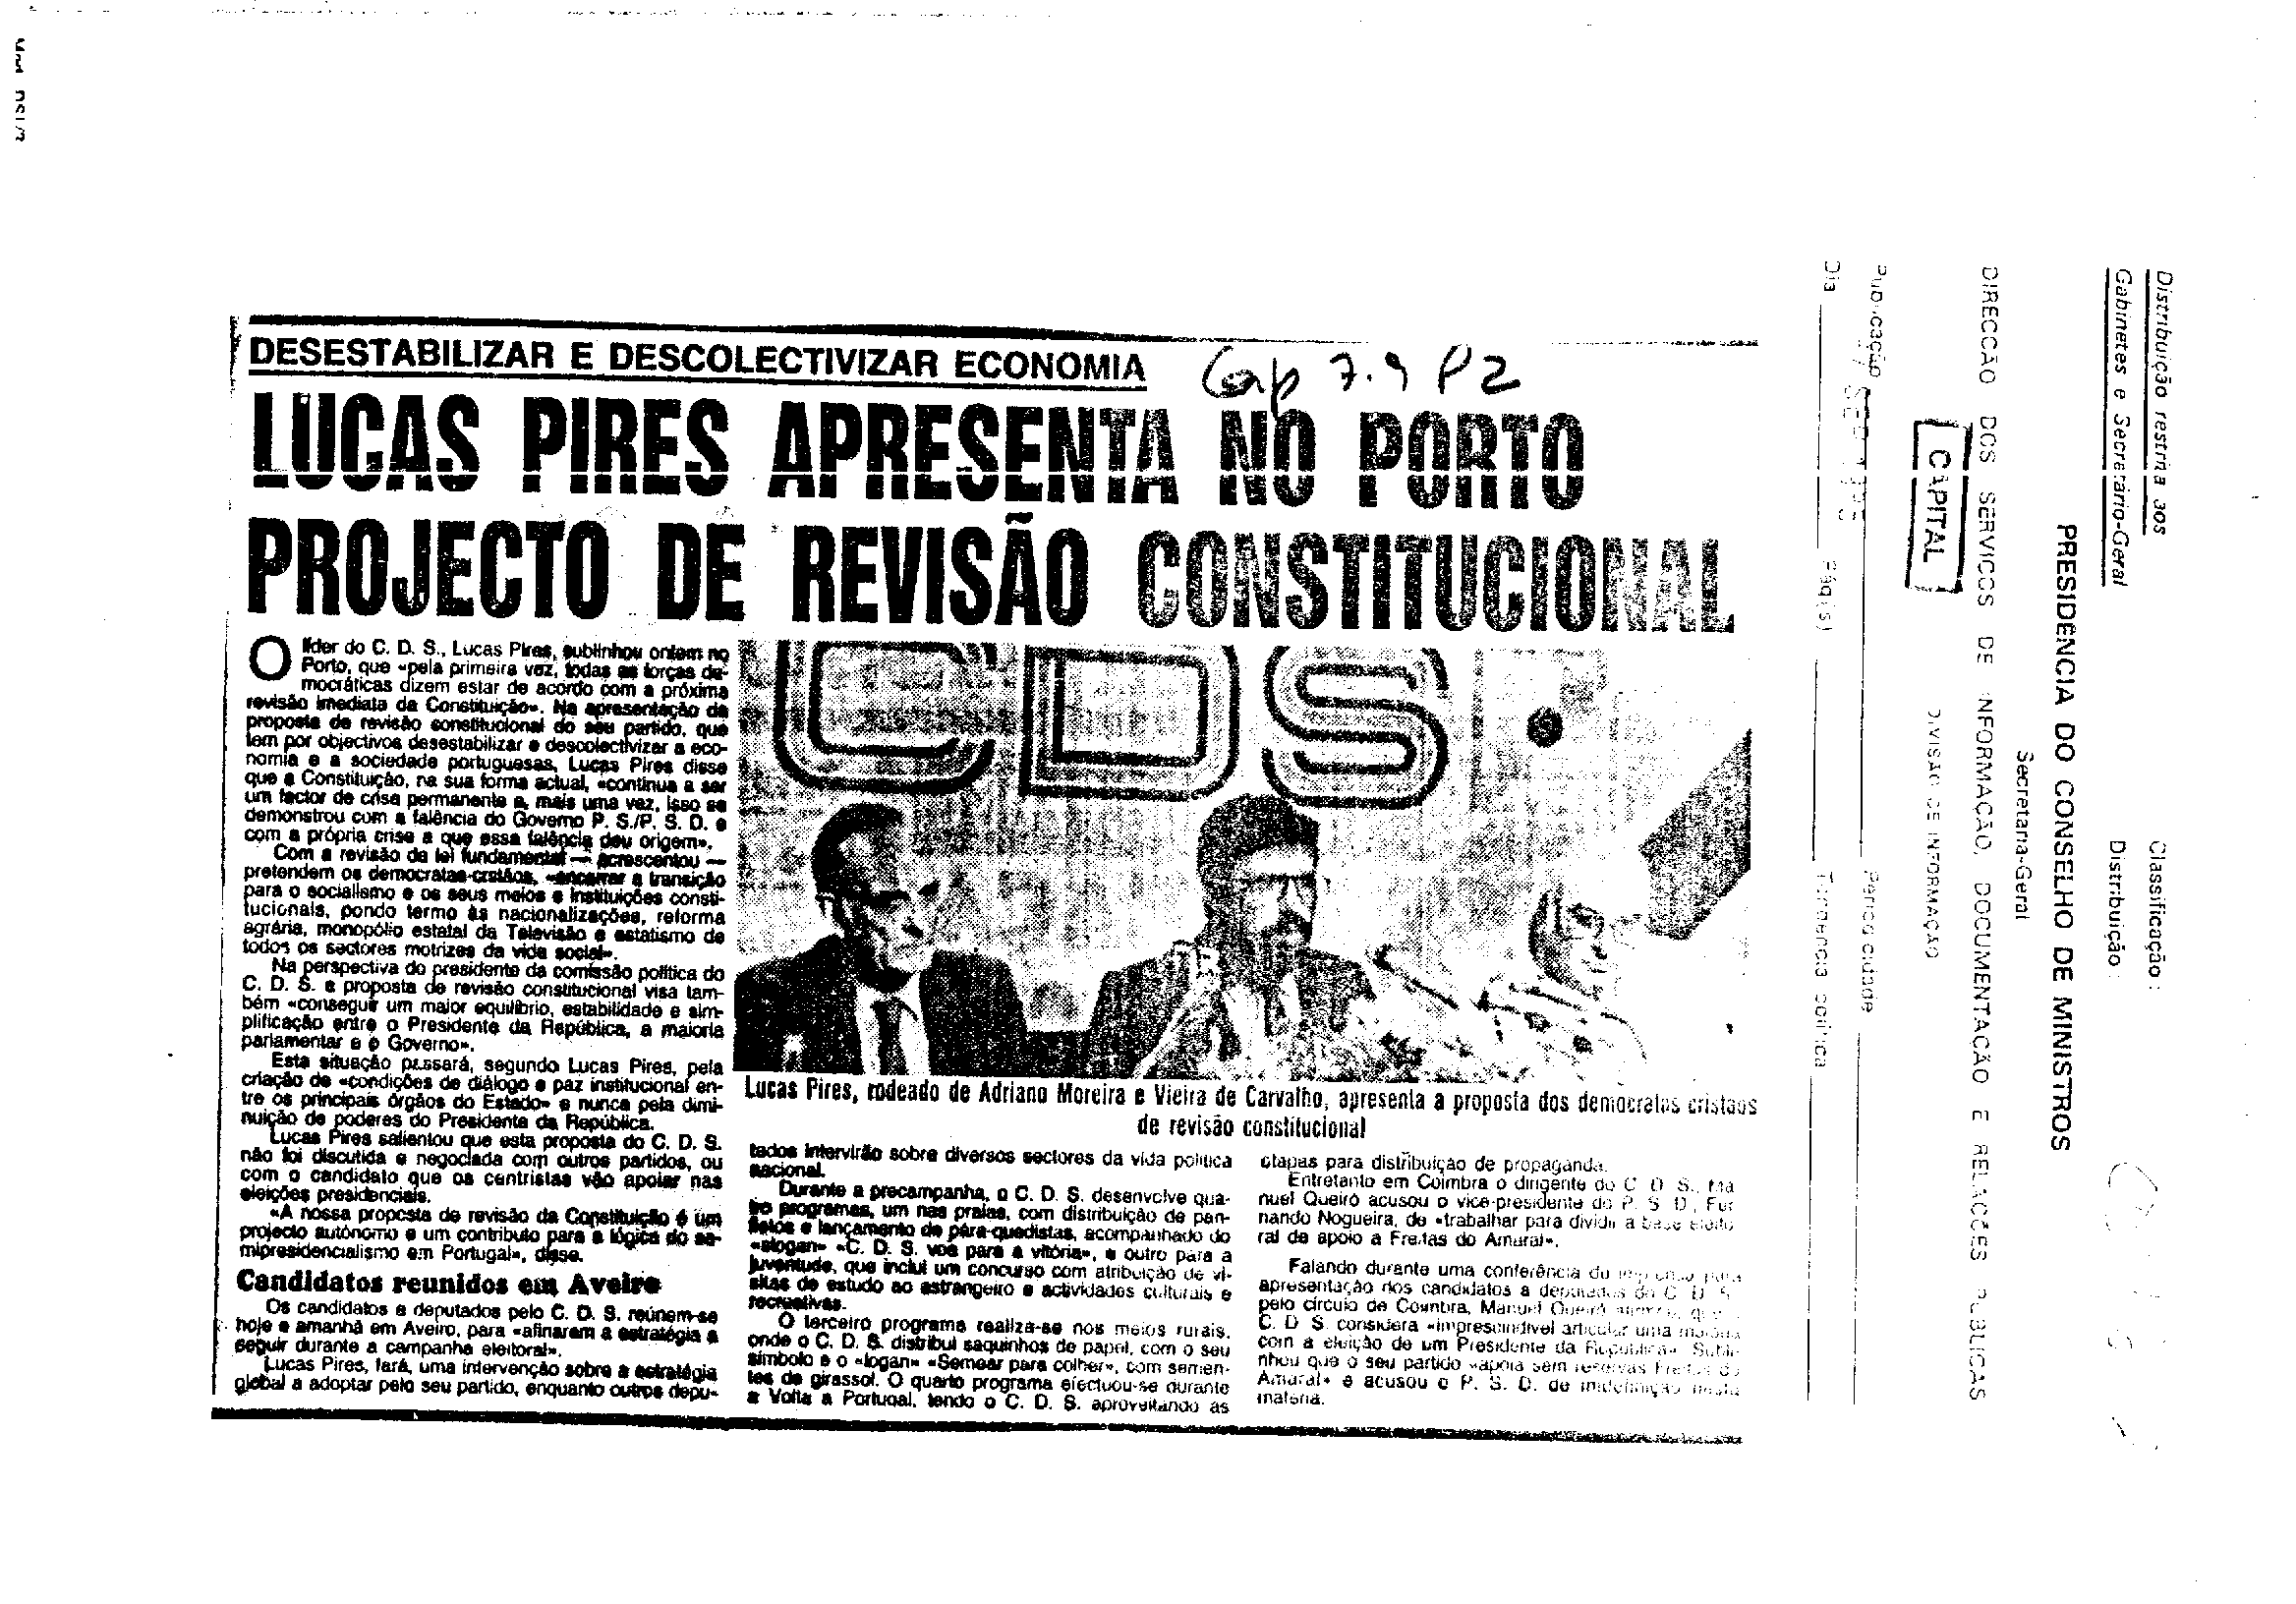 DESESTABILIZAR E DESCOLECTIVIZAR ECONOMIA
Cap 7.9 P2
LUCAS PIRES APRESENTA NO PORTO
PROJECTO DE REVISÃO CONSTITUCIONAL
O líder do C. D. S., Lucas Pires, sublinhou ontem no
Porto, que «pela primeira vez, todas as forças de-
mocráticas dizem estar de acordo com a próxima
revisão imediata da Constituição». Na apresentação da
proposta de revisão constitucional do seu partido, que
tem por objectivos desestabilizar e descolectivizar a eco-
nomia e a sociedade portuguesas, Lucas Pires disse
que a Constituição, na sua forma actual, «continua a ser
um factor de crise permanente e, mais uma vez, isso se
demonstrou com a falência do Governo P. S./P. S. D. e
com a própria crise a que essa falência deu origem».
Com a revisão da lei fundamental — acrescentou —
pretendem os democratas-cristãos, «encerrar a transição
para o socialismo e os seus meios e instituições consti-
tucionais, pondo termo às nacionalizações, reforma
agrária, monopólio estatal da Televisão e estatismo de
todos os sectores motrizes da vida social».
Na perspectiva do presidente da comissão política do
C. D. S. a proposta de revisão constitucional visa tam-
bém «conseguir um maior equilíbrio, estabilidade e sim-
plificação entre o Presidente da República, a maioria
parlamentar e o Governo».
Esta situação passará, segundo Lucas Pires, pela
criação de «condições de diálogo e paz institucional en-
tre os principais órgãos do Estado» e nunca pela dimi-
nuição de poderes do Presidente da República.
Lucas Pires salientou que esta proposta do C. D. S.
não foi discutida e negociada com outros partidos, ou
com o candidato que os centristas vão apoiar nas
eleições presidenciais.
«A nossa proposta de revisão da Constituição é um
projecto autónomo e um contributo para a lógica do se-
mipresidencialismo em Portugal», disse.
Candidatos reunidos em Aveiro
Os candidatos a deputados pelo C. D. S. reúnem-se
hoje e amanhã em Aveiro, para «afinarem a estratégia a
seguir durante a campanha eleitoral».
Lucas Pires, fará, uma intervenção sobre a estratégia
global a adoptar pelo seu partido, enquanto outros depu-
CDS
Lucas Pires, rodeado de Adriano Moreira e Vieira de Carvalho, apresenta a proposta dos democratas cristãos
de revisão constitucional
tados intervirão sobre diversos sectores da vida política
nacional.
Durante a precampanha, o C. D. S. desenvolve qua-
tro programas, um nas praias, com distribuição de pan-
fletos e lançamento de pára-quedistas, acompanhado do
«slogan» «C. D. S. voa para a vitória», e outro para a
juventude, que inclui um concurso com atribuição de vi-
sitas de estudo ao estrangeiro e actividades culturais e
recreativas.
O terceiro programa realiza-se nos meios rurais,
onde o C. D. S. distribui saquinhos de papel, com o seu
símbolo e o «logan» «Semear para colher», com semen-
tes de girassol. O quarto programa efectuou-se durante
a Volta a Portugal, tendo o C. D. S. aproveitando as
etapas para distribuição de propaganda.
Entretanto em Coimbra o dirigente do C. D. S., Ma-
nuel Queiró acusou o vice-presidente do P. S. D., Fer-
nando Nogueira, de «trabalhar para dividir a base eleito-
ral de apoio a Freitas do Amaral».
Falando durante uma conferência de imprensa para
apresentação dos candidatos a deputados do C. D. S.
pelo círculo de Coimbra, Manuel Queiró afirmou que o
C. D. S. considera «imprescindível articular uma maioria
com a eleição de um Presidente da República». Subli-
nhou que o seu partido «apoia sem reservas Freitas do
Amaral» e acusou o P. S. D. de indefinição nesta
matéria.
Distribuição restrita aos
Gabinetes e Secretário-Geral
Classificação :
Distribuição :
PRESIDENCIA DO CONSELHO DE MINISTROS
Secretaria-Geral
DIRECÇÃO DOS SERVICOS DE INFORMAÇÃO, DOCUMENTAÇÃO E RELAÇÕES PUBLICAS
DIVISÃO DE INFORMAÇÃO
CAPITAL
Publicação
Periodicidade
Dia
Pág(s)
Tendência política